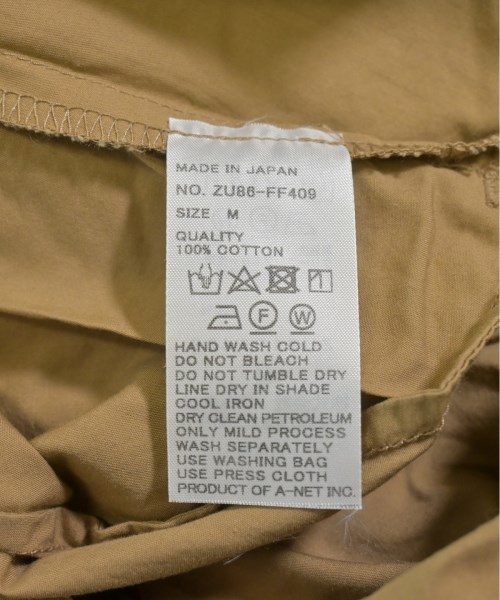 MADE IN JAPAN
NO. ZU86-FF409
SIZE M
QUALITY
100% COTTON
F W
HAND WASH COLD
DO NOT BLEACH
DO NOT TUMBLE DRY
LINE DRY IN SHADE
COOL IRON
DRY CLEAN PETROLEUM
ONLY MILD PROCESS
WASH SEPARATELY
USE WASHING BAG
USE PRESS CLOTH
PRODUCT OF A-NET INC.